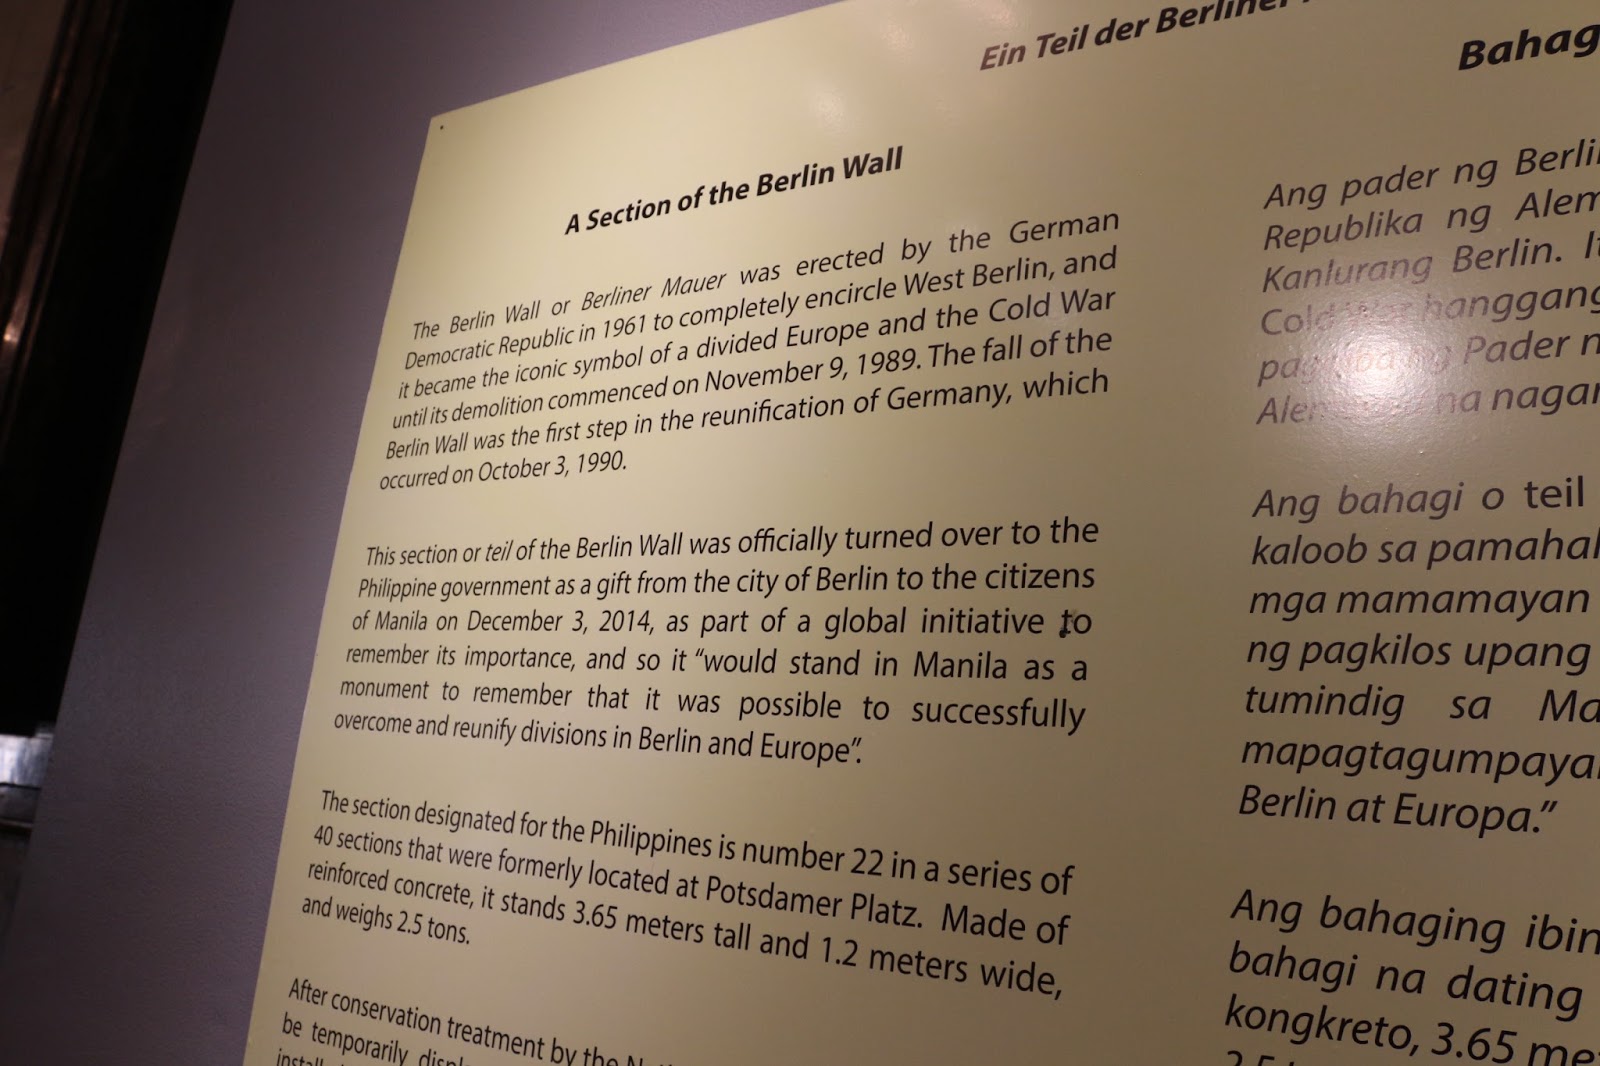 Ein Teil der Berliner
Bahag
A Section of the Berlin Wall
The Berlin Wall or Berliner Mauer was erected by the German
Democratic Republic in 1961 to completely encircle West Berlin, and
it became the iconic symbol of a divided Europe and the Cold War
until its demolition commenced on November 9, 1989. The fall of the
Berlin Wall was the first step in the reunification of Germany, which
occurred on October 3, 1990.
This section or teil of the Berlin Wall was officially turned over to the
Philippine government as a gift from the city of Berlin to the citizens
of Manila on December 3, 2014, as part of a global initiative to
remember its importance, and so it “would stand in Manila as a
monument to remember that it was possible to successfully
overcome and reunify divisions in Berlin and Europe”.
The section designated for the Philippines is number 22 in a series of
40 sections that were formerly located at Potsdamer Platz. Made of
reinforced concrete, it stands 3.65 meters tall and 1.2 meters wide,
and weighs 2.5 tons.
After conservation treatment by the
be temporarily
Ang pader ng Berli
Republika ng Alem
Kanlurang Berlin.
Cold War hanggang
Pader n
na nagan
Ang bahagi o teil
kaloob sa pamahal
mga mamamayan
ng pagkilos upang
tumindig sa Ma
mapagtagumpaya
Berlin at Europa.”
Ang bahaging ibin
bahagi na dating
kongkreto, 3.65 me